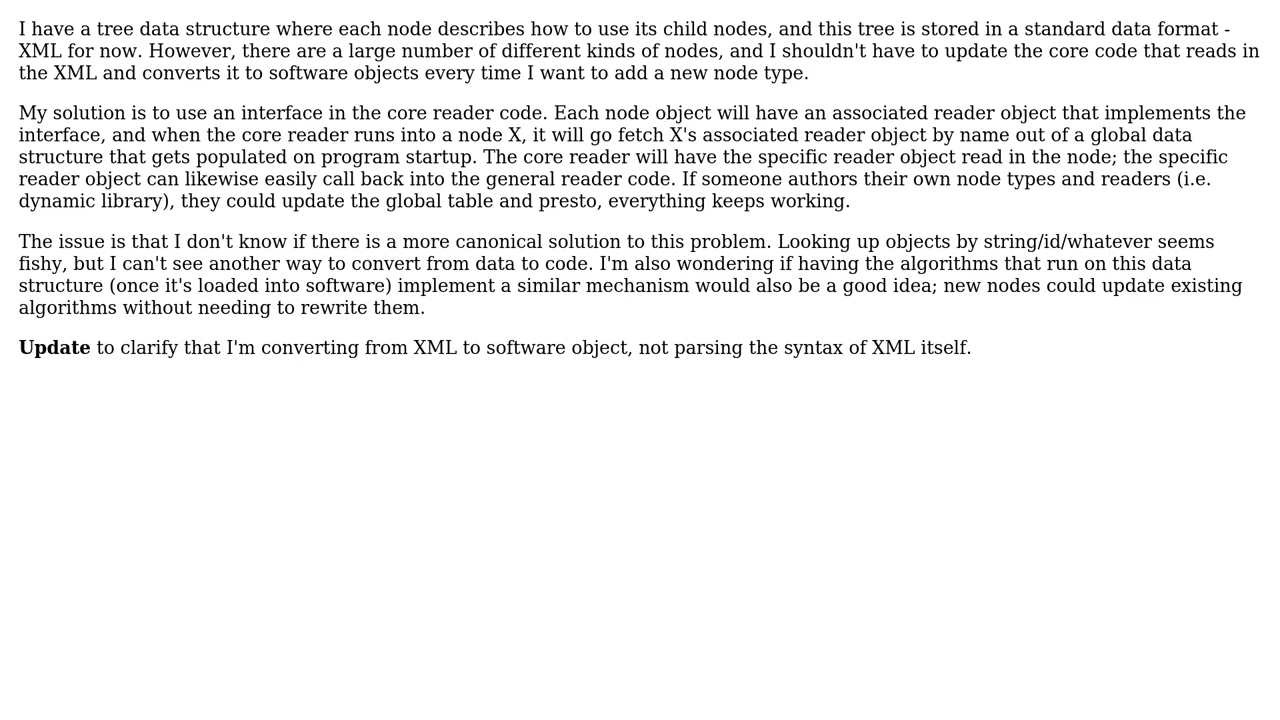 I have a tree data structure where each node describes how to use its child nodes, and this tree is stored in a standard data format -
XML for now. However, there are a large number of different kinds of nodes, and I shouldn't have to update the core code that reads in
the XML and converts it to software objects every time I want to add a new node type.
My solution is to use an interface in the core reader code. Each node object will have an associated reader object that implements the
interface, and when the core reader runs into a node X, it will go fetch X's associated reader object by name out of a global data
structure that gets populated on program startup. The core reader will have the specific reader object read in the node; the specific
reader object can likewise easily call back into the general reader code. If someone authors their own node types and readers (i.e.
dynamic library), they could update the global table and presto, everything keeps working.
The issue is that I don't know if there is a more canonical solution to this problem. Looking up objects by string/id/whatever seems
fishy, but I can't see another way to convert from data to code. I'm also wondering if having the algorithms that run on this data
structure (once it's loaded into software) implement a similar mechanism would also be a good idea; new nodes could update existing
algorithms without needing to rewrite them.
Update to clarify that I'm converting from XML to software object, not parsing the syntax of XML itself.